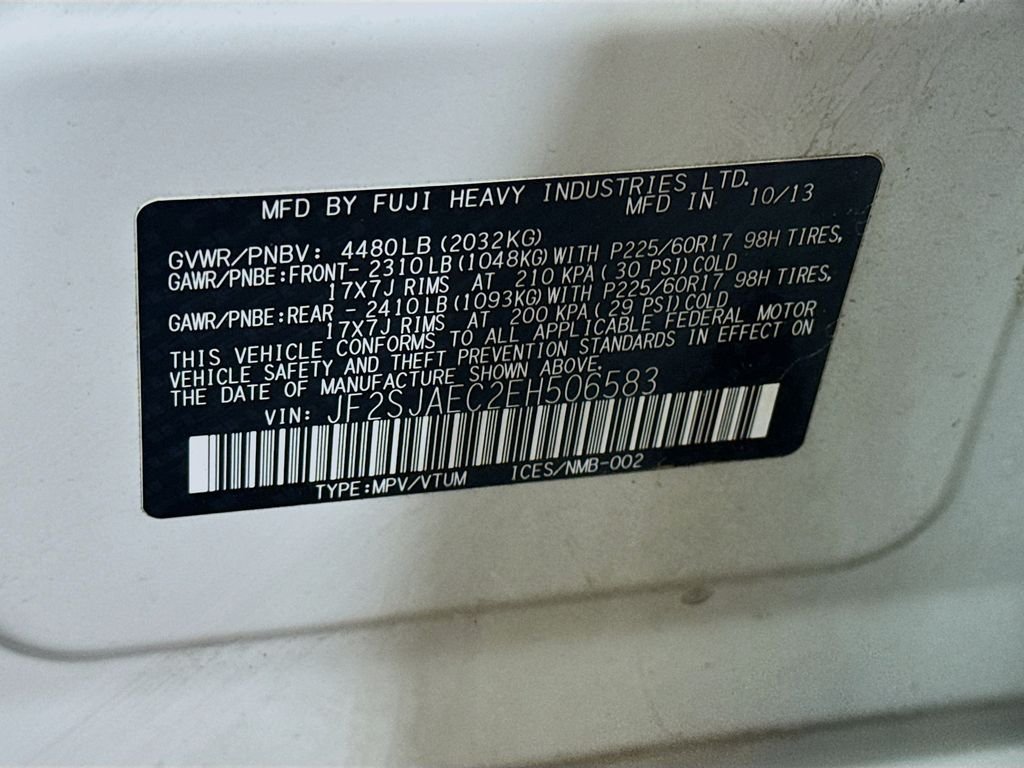 MFD BY FUJI HEAVY INDUSTRIES LTD.
MFD IN 10/13
GVWR/PNBV: 4480LB(2032KG)
GAWR/PNBE:FRONT- 2310LB(1048KG)WITH P225/60R17 98H TIRES,
17X7J RIMS AT 210 KPA(30 PSI)COLD
GAWR/PNBE:REAR - 2410LB(1093KG)WITH P225/60R17 98H TIRES,
17X7J RIMS AT 200 KPA(29 PSI)COLD
THIS VEHICLE CONFORMS TO ALL APPLICABLE FEDERAL MOTOR
VEHICLE SAFETY AND THEFT PREVENTION STANDARDS IN EFFECT ON
THE DATE OF MANUFACTURE SHOWN ABOVE.
VIN: JF2SJAEC2EH506583
TYPE:MPV/VTUM ICES/NMB-002